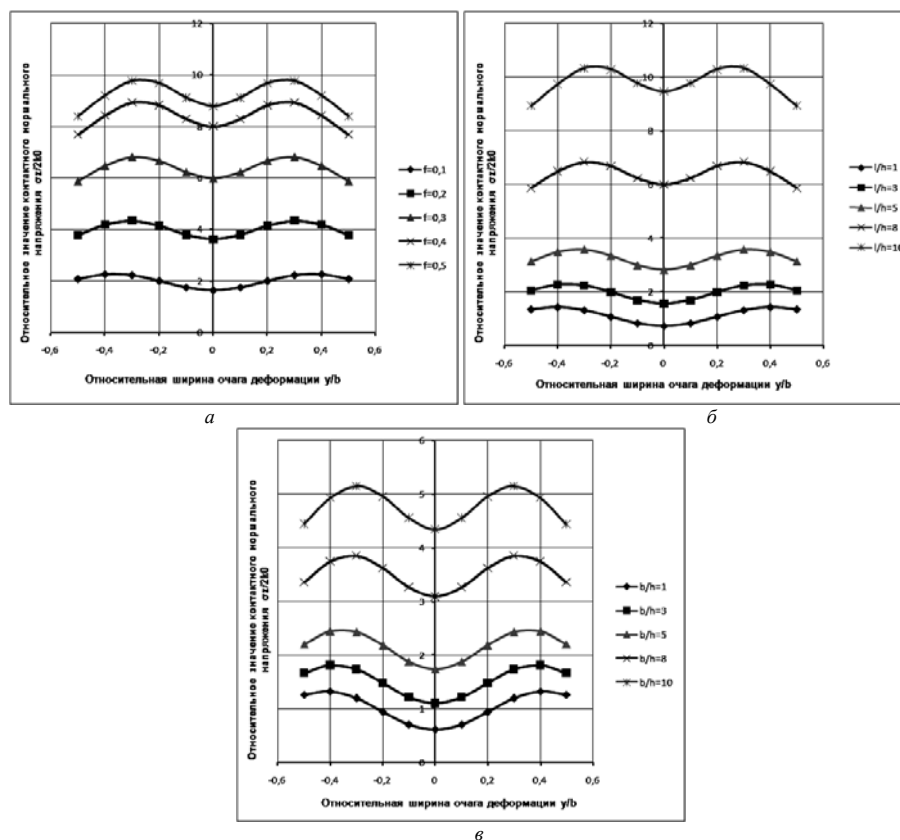 Относительное значение контактного нормального
напряжения σz/2k0
12
10
8
6
4
2
0
-0,6
-0,4
-0,2
0
0,2
0,4
0,6
Относительная ширина очага деформации y/b
f=0,1
f=0,2
f=0,3
f=0,4
f=0,5
а
Относительное значение контактного нормального
напряжения σz/2k0
12
10
8
6
4
2
0
-0,6
-0,4
-0,2
0
0,2
0,4
0,6
Относительная ширина очага деформации y/b
l/h=1
l/h=3
l/h=5
l/h=8
l/h=10
б
Относительное значение контактного нормального
напряжения σz/2k0
6
5
4
3
2
1
0
-0,6
-0,4
-0,2
0
0,2
0,4
0,6
Относительная ширина очага деформации y/b
b/h=1
b/h=3
b/h=5
b/h=8
b/h=10
в